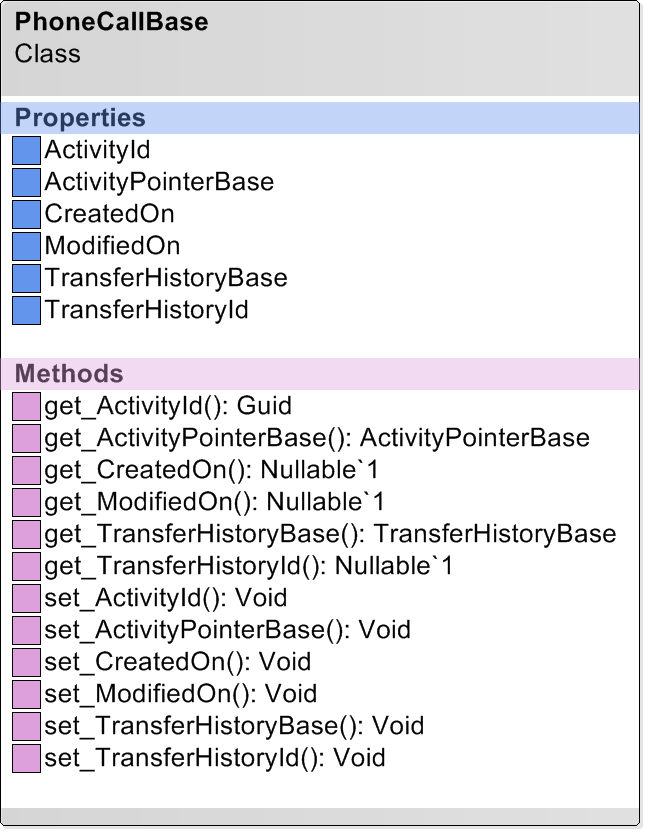 PhoneCallBase
Class
Properties
ActivityId
ActivityPointerBase
CreatedOn
ModifiedOn
TransferHistoryBase
TransferHistoryId
Methods
get_ActivityId(): Guid
get_ActivityPointerBase(): ActivityPointerBase
get_CreatedOn(): Nullable`1
get_ModifiedOn(): Nullable`1
get_TransferHistoryBase(): TransferHistoryBase
get_TransferHistoryId(): Nullable`1
set_ActivityId(): Void
set_ActivityPointerBase(): Void
set_CreatedOn(): Void
set_ModifiedOn(): Void
set_TransferHistoryBase(): Void
set_TransferHistoryId(): Void